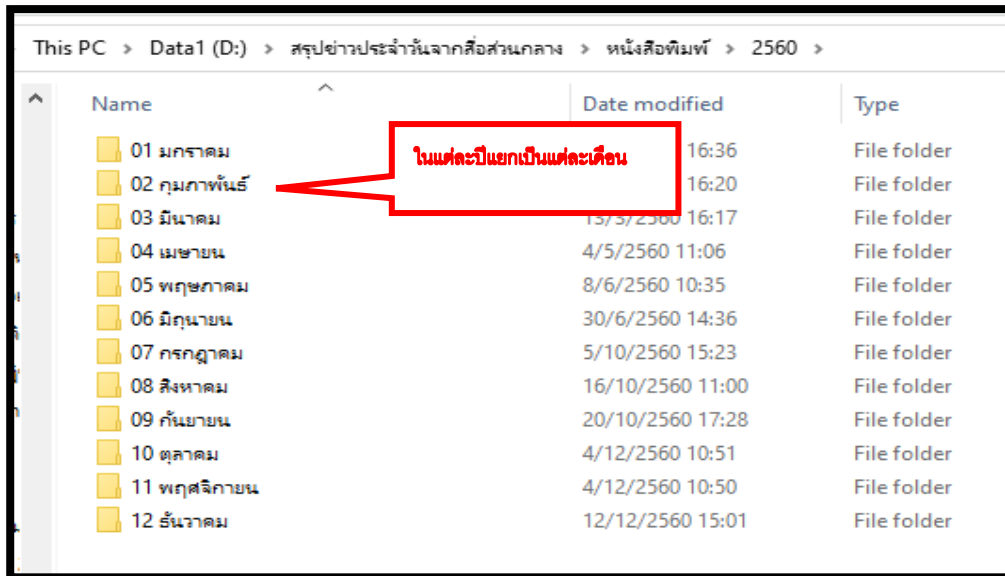 This PC > Data1 (D:) > สรุปข่าวประจำวันจากสื่อส่วนกลาง > หนังสือพิมพ์ > 2560 >
Name Date modified Type
01 มกราคม 16:36 File folder
ในแต่ละปีแยกเป็นแต่ละเดือน
02 กุมภาพันธ์ 16:20 File folder
03 มีนาคม 13/3/2560 16:17 File folder
04 เมษายน 4/5/2560 11:06 File folder
05 พฤษภาคม 8/6/2560 10:35 File folder
06 มิถุนายน 30/6/2560 14:36 File folder
07 กรกฎาคม 5/10/2560 15:23 File folder
08 สิงหาคม 16/10/2560 11:00 File folder
09 กันยายน 20/10/2560 17:28 File folder
10 ตุลาคม 4/12/2560 10:51 File folder
11 พฤศจิกายน 4/12/2560 10:50 File folder
12 ธันวาคม 12/12/2560 15:01 File folder